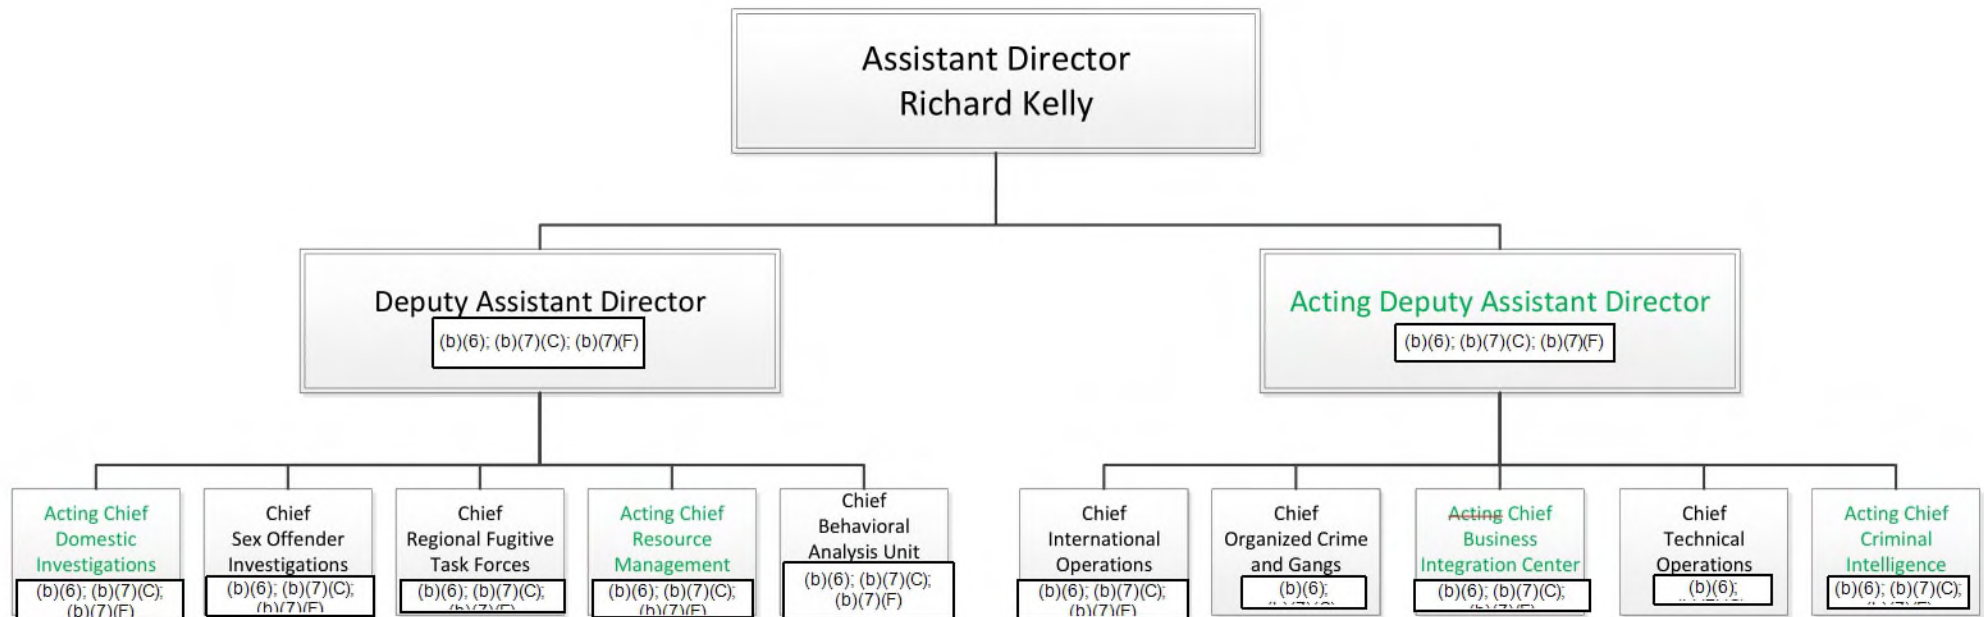 Assistant Director
Richard Kelly
Deputy Assistant Director
(b)(6); (b)(7)(C); (b)(7)(F)
Acting Deputy Assistant Director
(b)(6); (b)(7)(C); (b)(7)(F)
Acting Chief
Domestic
Investigations
(b)(6); (b)(7)(C);
(b)(7)(F)
Chief
Sex Offender
Investigations
(b)(6); (b)(7)(C);
(b)(7)(F)
Chief
Regional Fugitive
Task Forces
(b)(6); (b)(7)(C);
Acting Chief
Resource
Management
(b)(6); (b)(7)(C);
(b)(7)(F)
Chief
Behavioral
Analysis Unit
(b)(6); (b)(7)(C);
(b)(7)(F)
Chief
International
Operations
(b)(6); (b)(7)(C);
(b)(7)(F)
Chief
Organized Crime
and Gangs
(b)(6);
Acting Chief
Business
Integration Center
(b)(6); (b)(7)(C);
Chief
Technical
Operations
(b)(6);
Acting Chief
Criminal
Intelligence
(b)(6); (b)(7)(C);